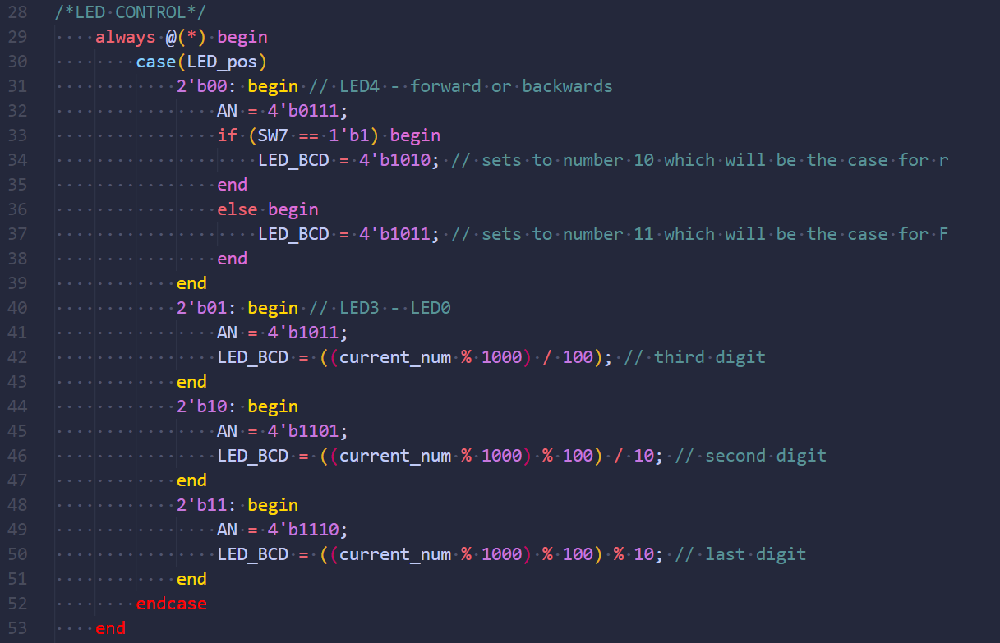 28 /*LED CONTROL*/
29 always @(*) begin
30 case(LED_pos)
31 2'b00: begin // LED4 - forward or backwards
32 AN = 4'b0111;
33 if (SW7 == 1'b1) begin
34 LED_BCD = 4'b1010; // sets to number 10 which will be the case for r
35 end
36 else begin
37 LED_BCD = 4'b1011; // sets to number 11 which will be the case for F
38 end
39 end
40 2'b01: begin // LED3 - LED0
41 AN = 4'b1011;
42 LED_BCD = ((current_num % 1000) / 100); // third digit
43 end
44 2'b10: begin
45 AN = 4'b1101;
46 LED_BCD = ((current_num % 1000) % 100) / 10; // second digit
47 end
48 2'b11: begin
49 AN = 4'b1110;
50 LED_BCD = ((current_num % 1000) % 100) % 10; // last digit
51 end
52 endcase
53 end